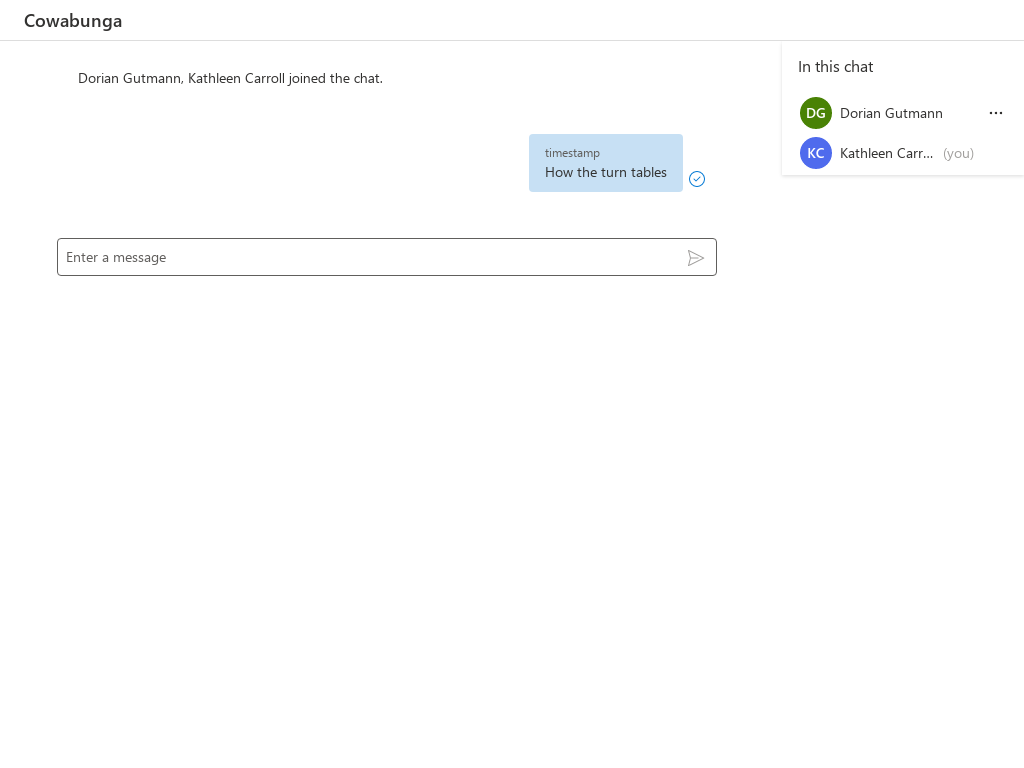 Cowabunga
Dorian Gutmann, Kathleen Carroll joined the chat.
timestamp
How the turn tables
Enter a message
In this chat
DG Dorian Gutmann
KC Kathleen Carr... (you)